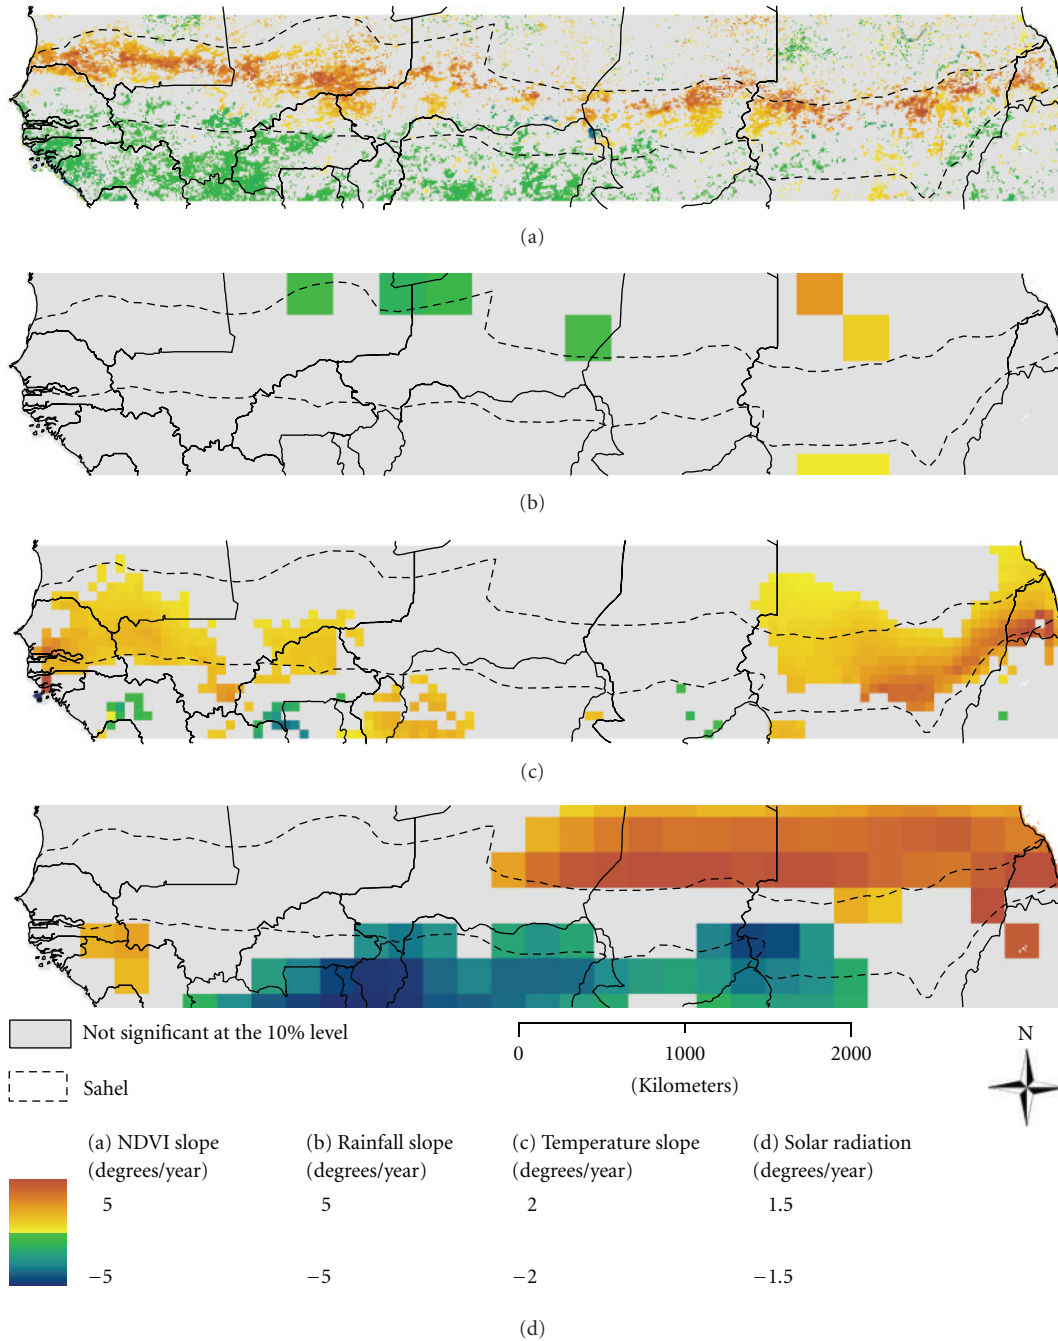 (a)
(b)
(c)
Not significant at the 10% level
0 1000 2000
(Kilometers)
N
Sahel
(a) NDVI slope (b) Rainfall slope (c) Temperature slope (d) Solar radiation
(degrees/year) (degrees/year) (degrees/year) (degrees/year)
5 5 2 1.5
−5 −5 −2 −1.5
(d)